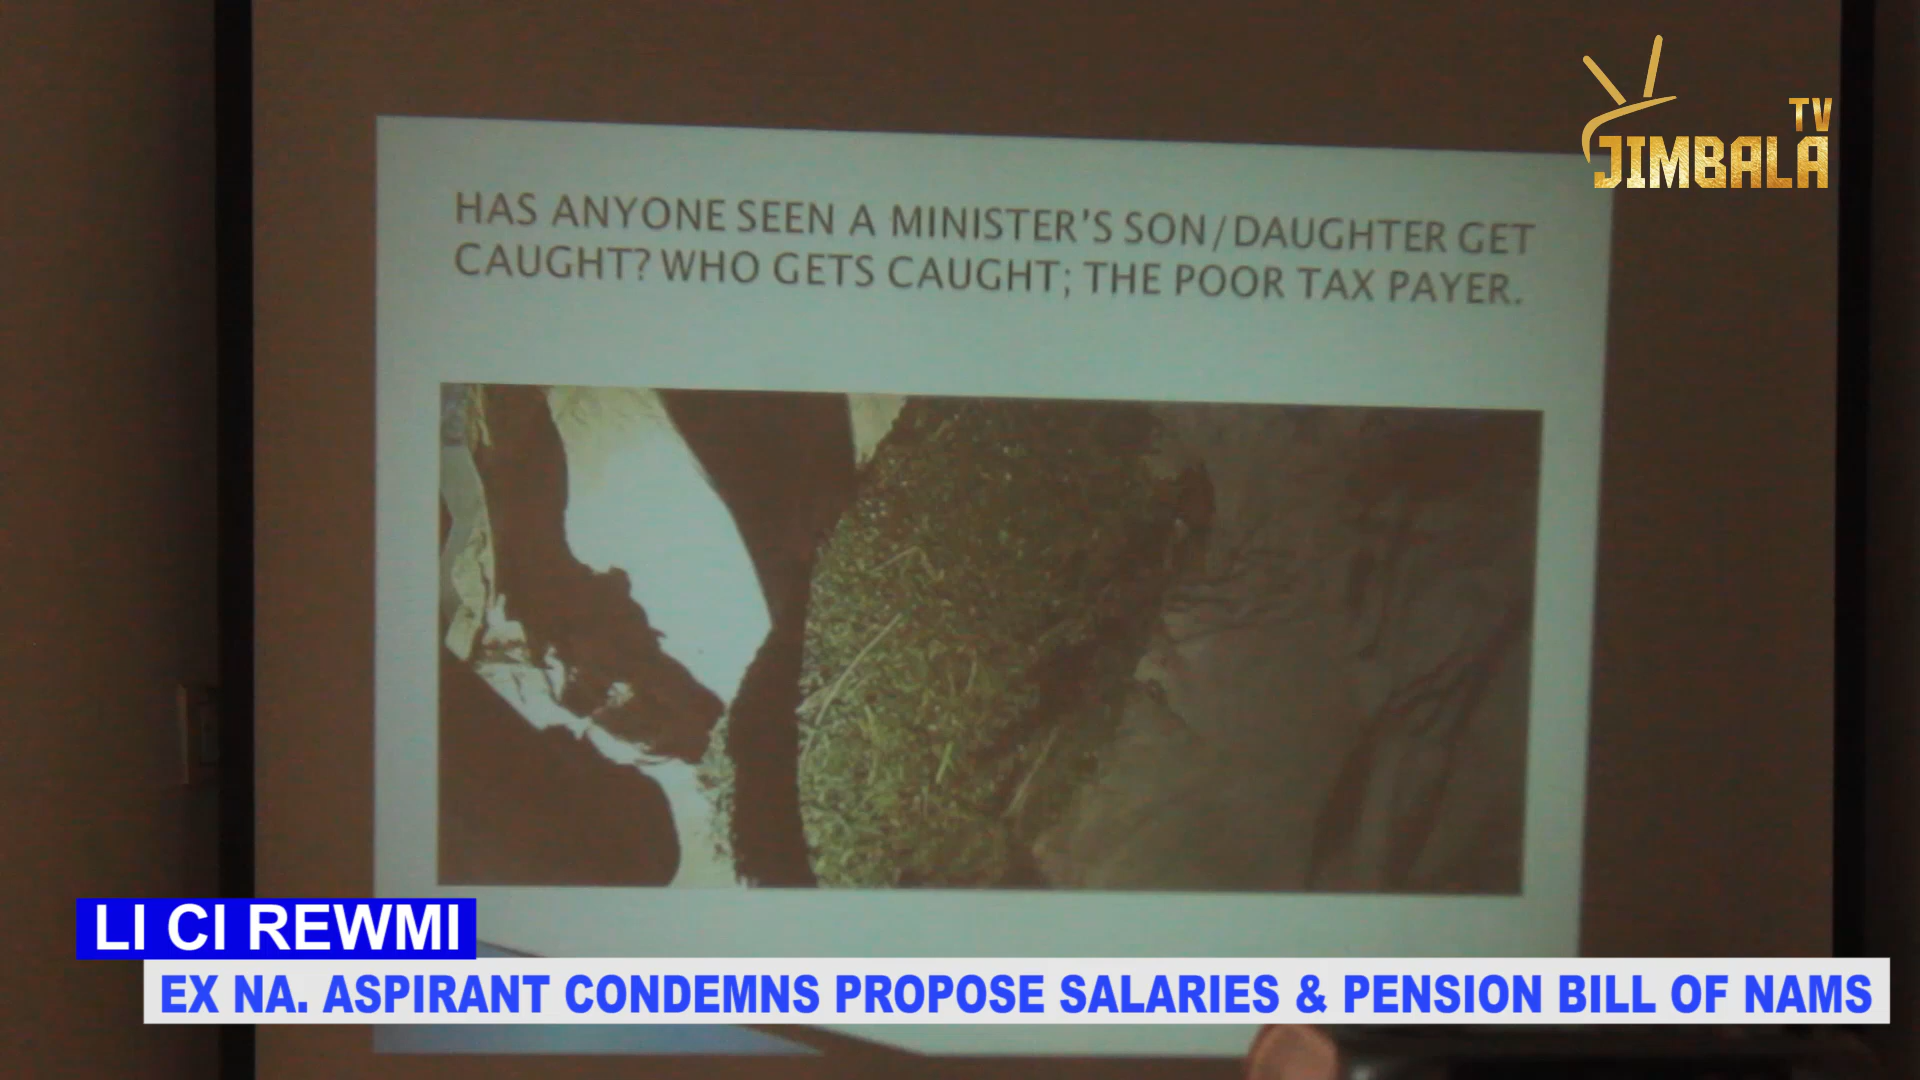 TV
JIMBALA
HAS ANYONE SEEN A MINISTER'S SON/DAUGHTER GET
CAUGHT? WHO GETS CAUGHT; THE POOR TAX PAYER.
LI CI REWMI
EX NA. ASPIRANT CONDEMNS PROPOSE SALARIES & PENSION BILL OF NAMS